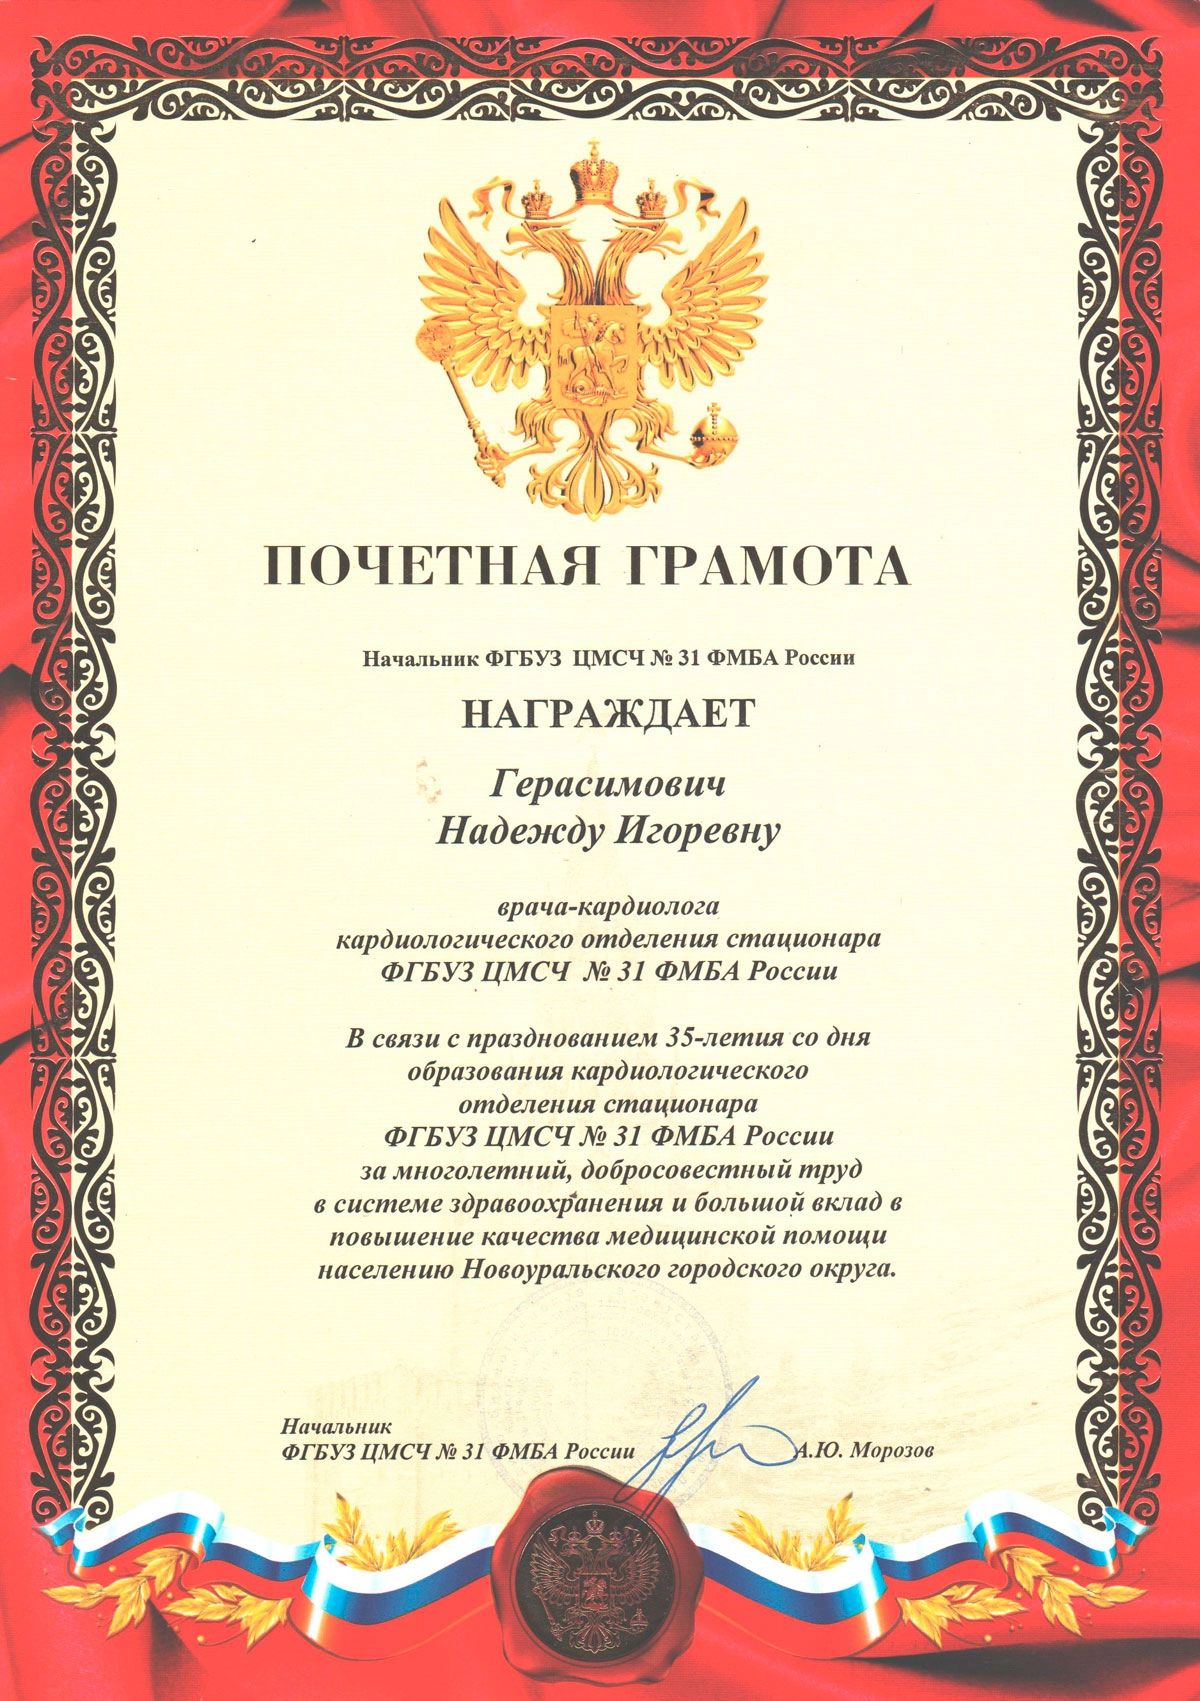 ПОЧЕТНАЯ ГРАМОТА
Начальник ФГБУЗ ЦМСЧ № 31 ФМБА России
НАГРАЖДАЕТ
Герасимович
Надежду Игоревну
врача-кардиолога
кардиологического отделения стационара
ФГБУЗ ЦМСЧ № 31 ФМБА России
В связи с празднованием 35-летия со дня
образования кардиологического
отделения стационара
ФГБУЗ ЦМСЧ № 31 ФМБА России
за многолетний, добросовестный труд
в системе здравоохранения и большой вклад в
повышение качества медицинской помощи
населению Новоуральского городского округа.
Начальник
ФГБУЗ ЦМСЧ № 31 ФМБА России А.Ю. Морозов